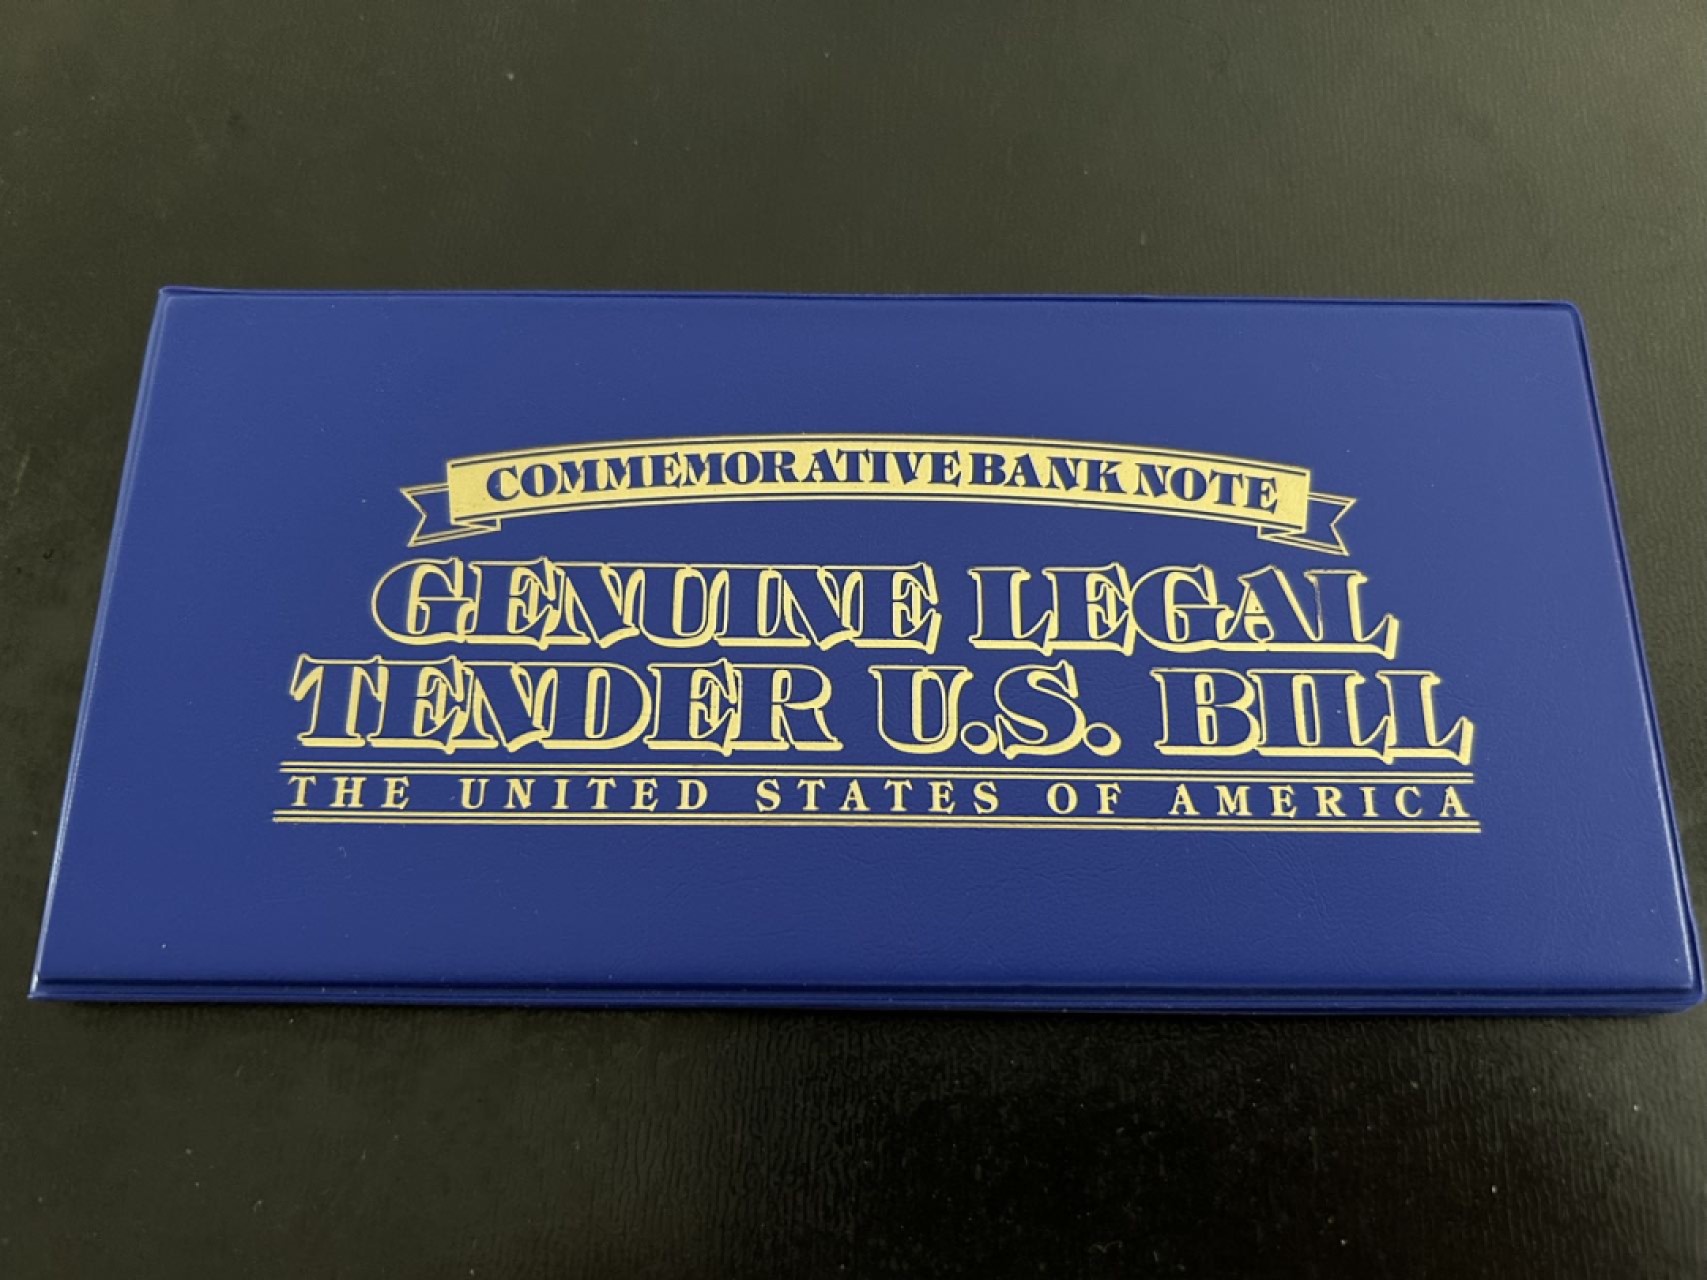 COMMEMORATIVE BANK NOTE
GENUINE LEGAL
TENDER U.S. BILL
THE UNITED STATES OF AMERICA